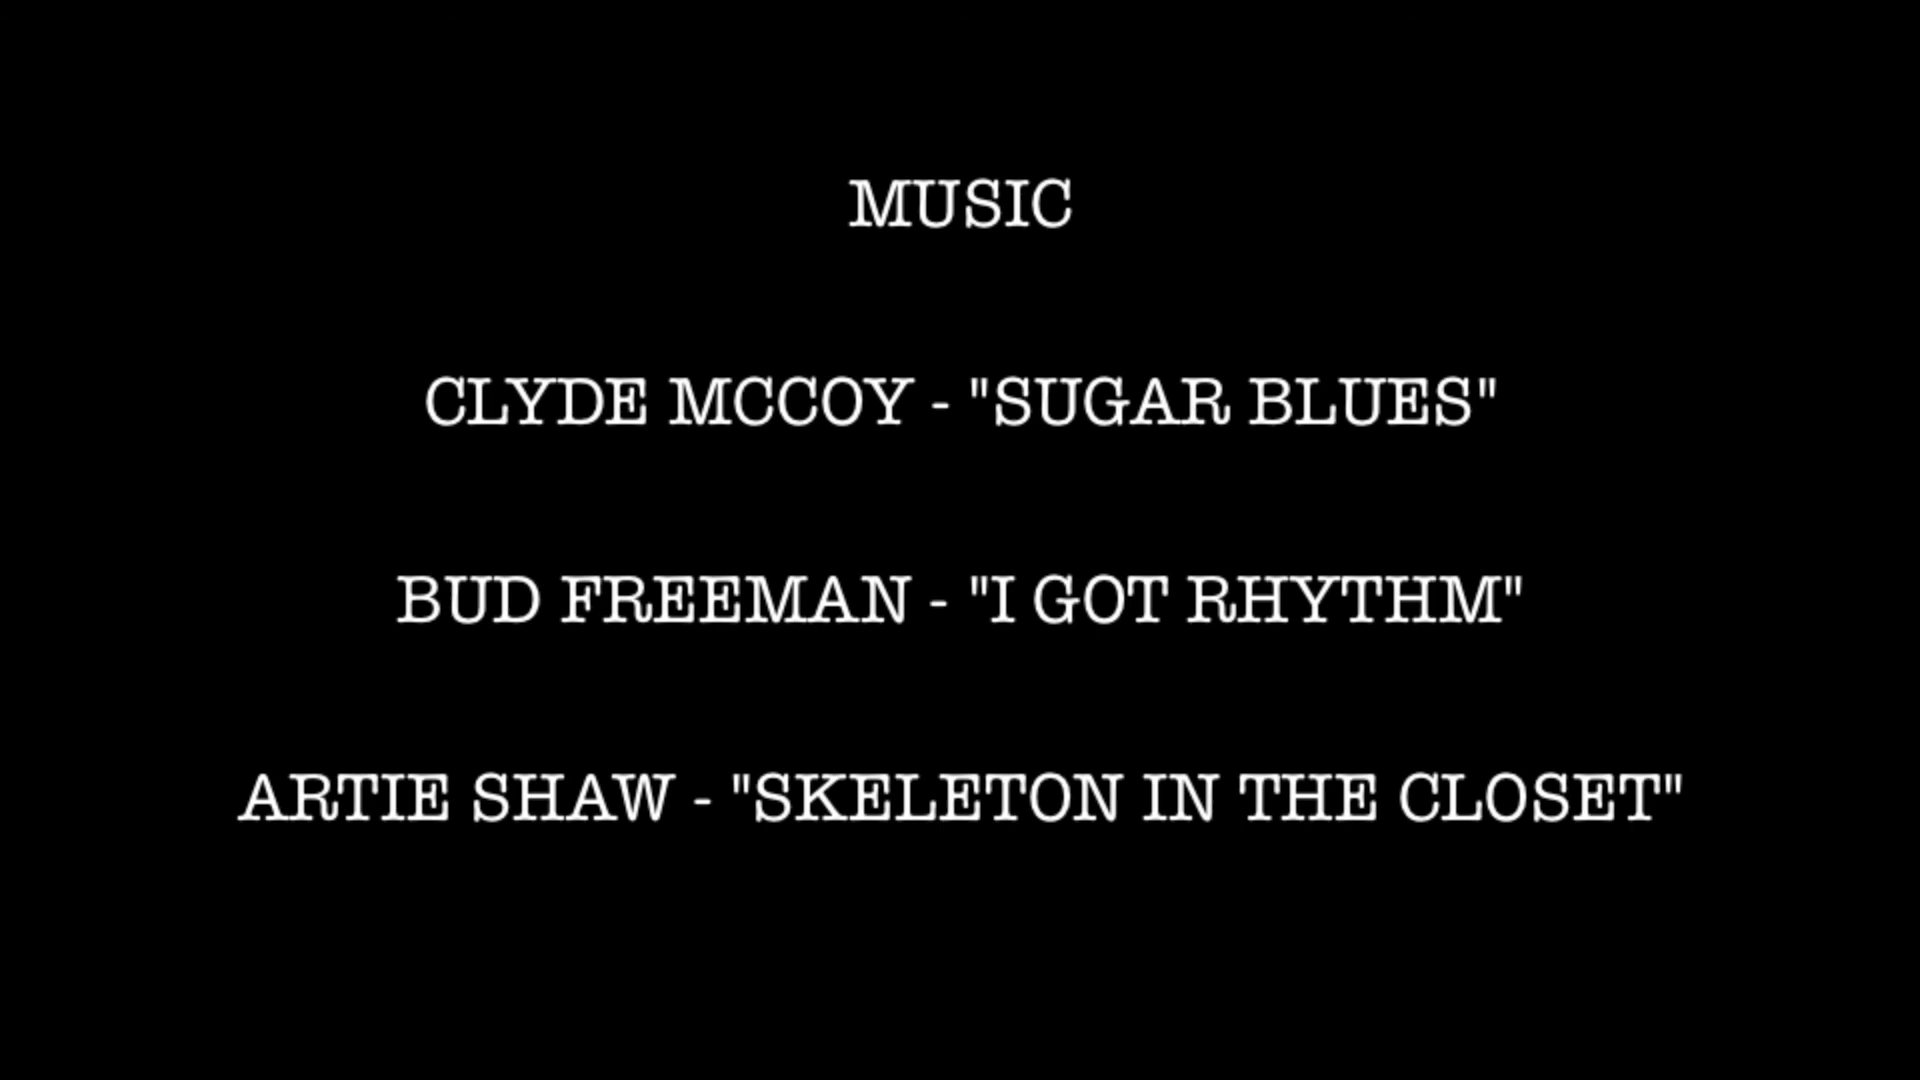 MUSIC
CLYDE MCCOY - "SUGAR BLUES"
BUD FREEMAN - "I GOT RHYTHM"
ARTIE SHAW - "SKELETON IN THE CLOSET"